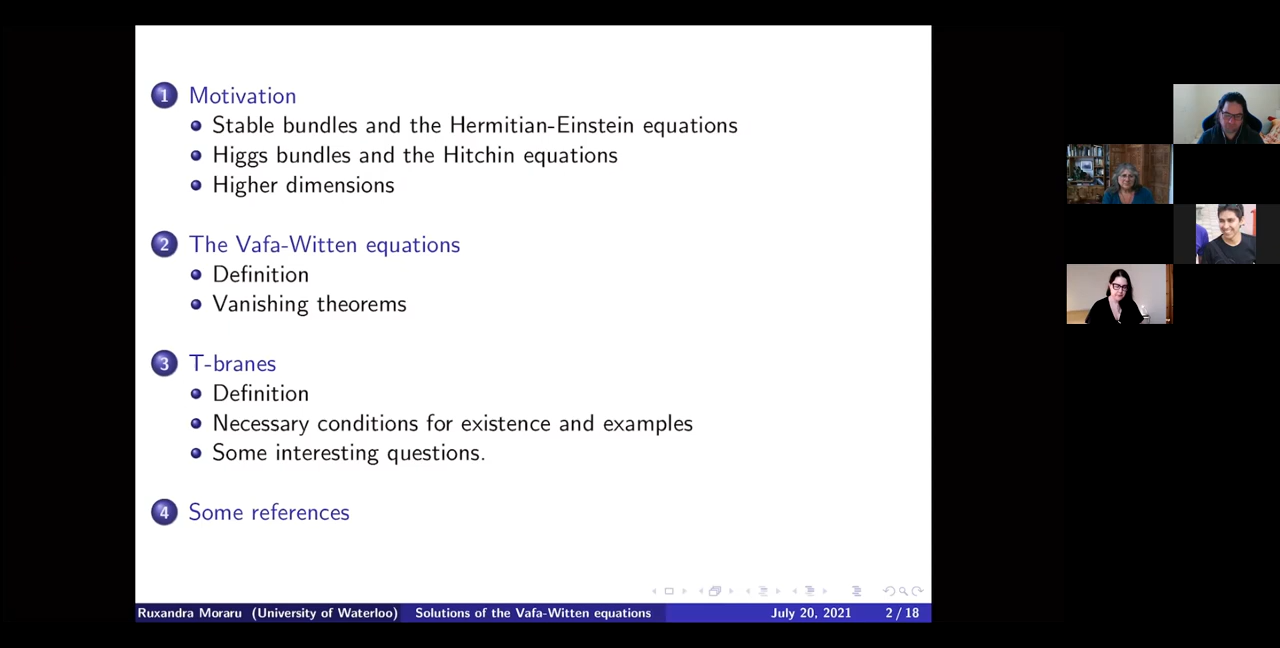 1 Motivation
Stable bundles and the Hermitian-Einstein equations
Higgs bundles and the Hitchin equations
Higher dimensions
2 The Vafa-Witten equations
Definition
Vanishing theorems
3 T-branes
Definition
Necessary conditions for existence and examples
Some interesting questions.
4 Some references
Ruxandra Moraru (University of Waterloo) Solutions of the Vafa-Witten equations July 20, 2021 2 / 18